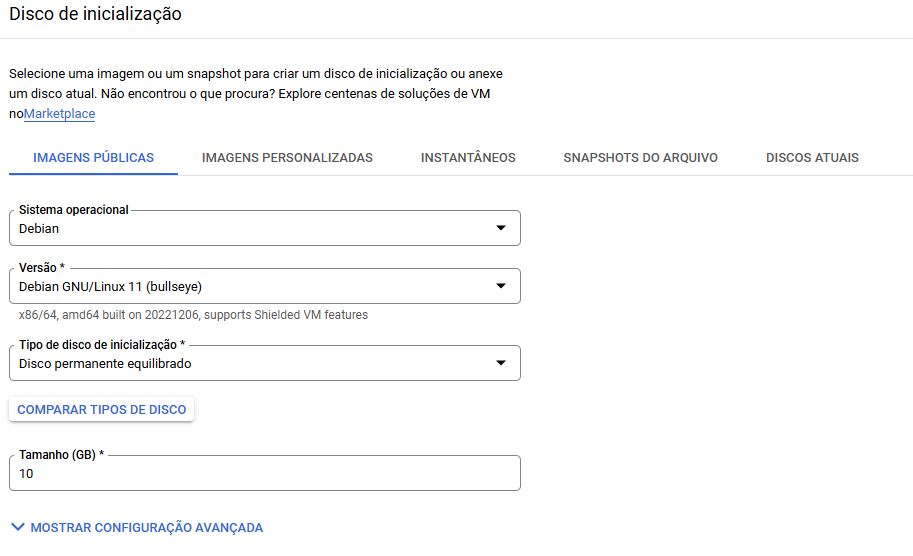 Disco de inicialização
Selecione uma imagem ou um snapshot para criar um disco de inicialização ou anexe
um disco atual. Não encontrou o que procura? Explore centenas de soluções de VM
noMarketplace
IMAGENS PÚBLICAS IMAGENS PERSONALIZADAS INSTANTÂNEOS SNAPSHOTS DO ARQUIVO DISCOS ATUAIS
Sistema operacional
Debian
Versão *
Debian GNU/Linux 11 (bullseye)
x86/64, amd64 built on 20221206, supports Shielded VM features
Tipo de disco de inicialização *
Disco permanente equilibrado
COMPARAR TIPOS DE DISCO
Tamanho (GB) *
10
MOSTRAR CONFIGURAÇÃO AVANÇADA